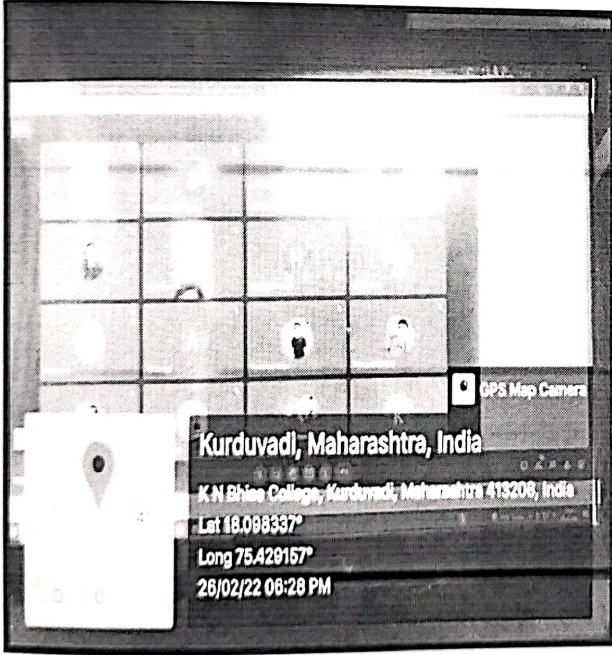 GPS Map Camera
Kurduvadi, Maharashtra, India
K N Bhise College, Kurduvadi, Maharashtra 413208, India
Lat 18.098337°
Long 75.429157°
26/02/22 06:28 PM
Google